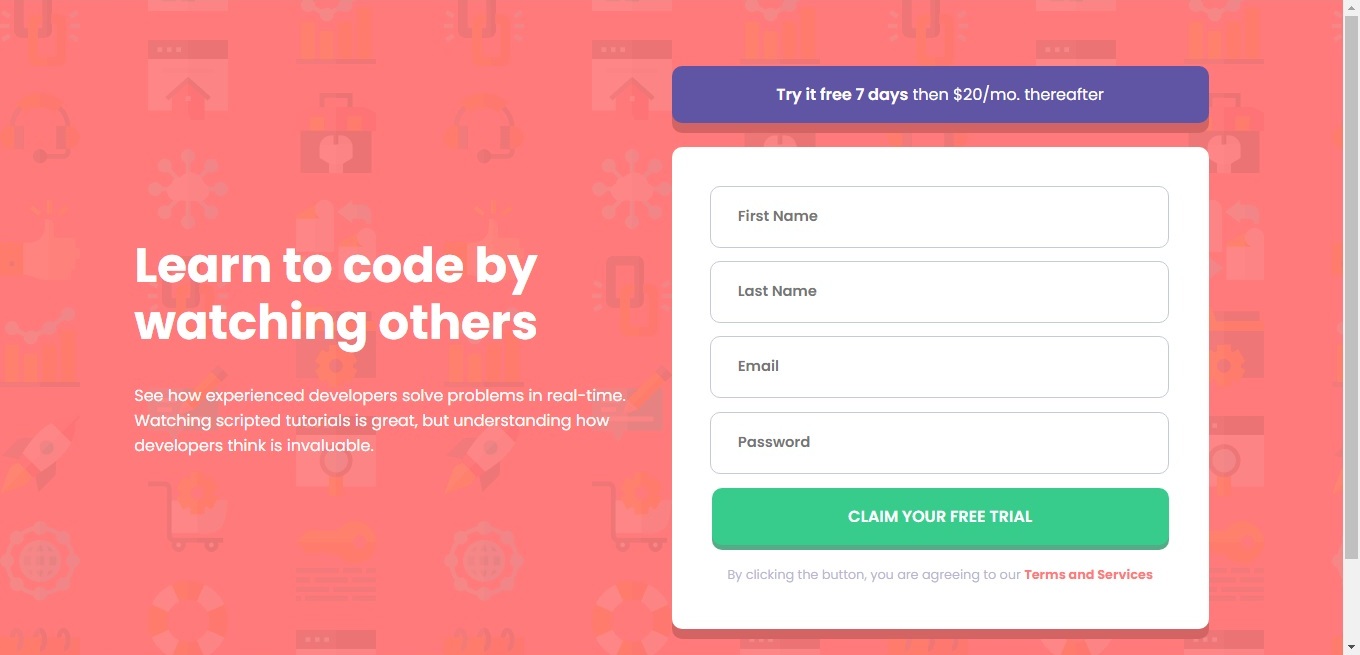 Try it free 7 days then $20/mo. thereafter
Learn to code by
watching others
See how experienced developers solve problems in real-time.
Watching scripted tutorials is great, but understanding how
developers think is invaluable.
First Name
Last Name
Email
Password
CLAIM YOUR FREE TRIAL
By clicking the button, you are agreeing to our Terms and Services